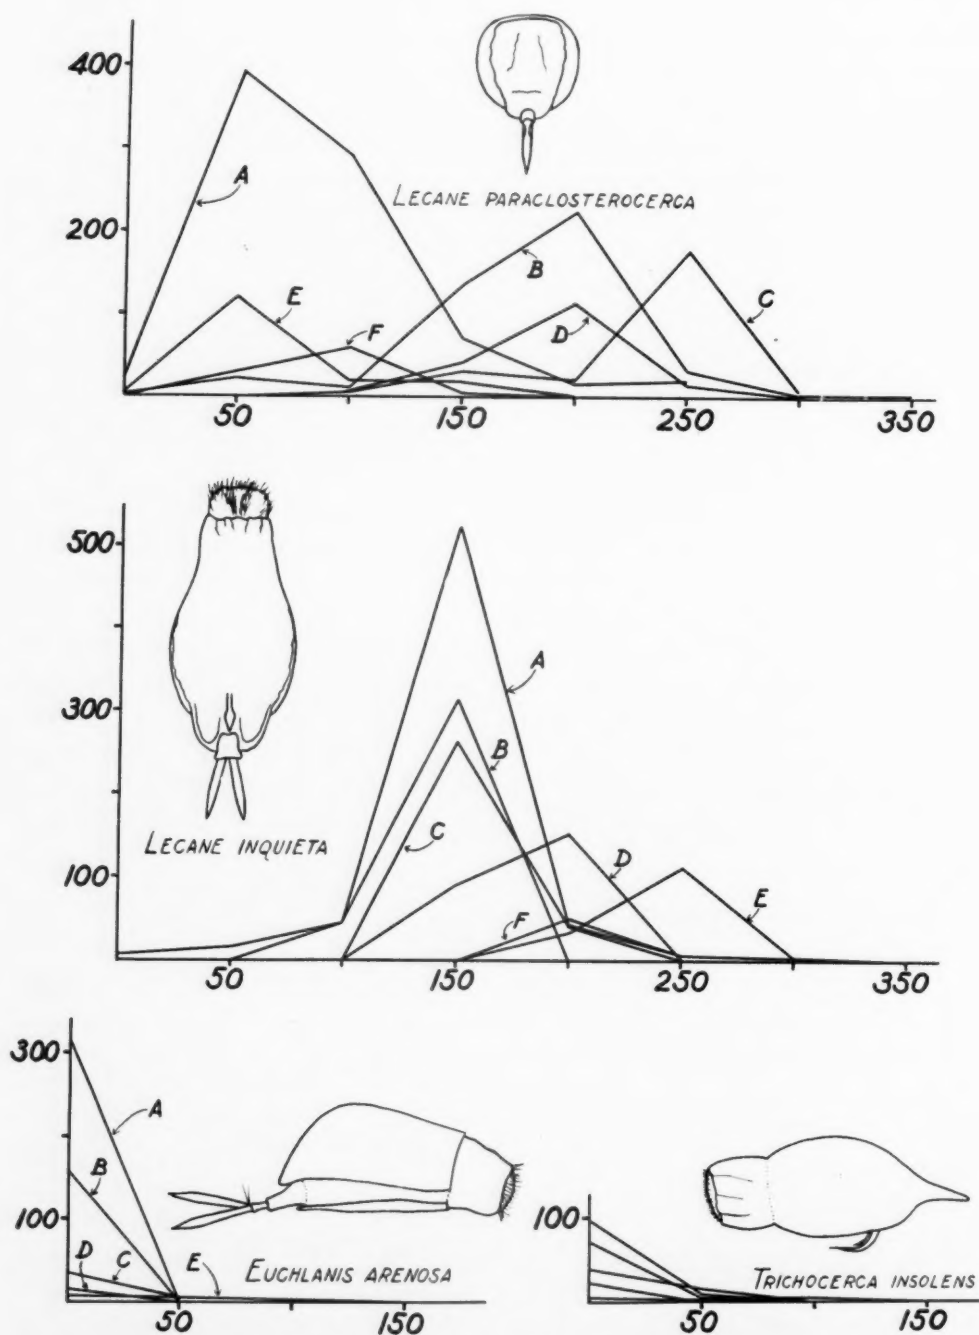 400
200
A
E
F
B
D
C
LECANE PARACLOSTEROCERCA
50 150 250 350
500
300
100
A
B
C
D
E
F
LECANE INQUIETA
50 150 250 350
300
100
A
B
C
D
E
EUCHLANIS ARENOSA
50 150
100
TRICHOCERCA INSOLENS
50 150